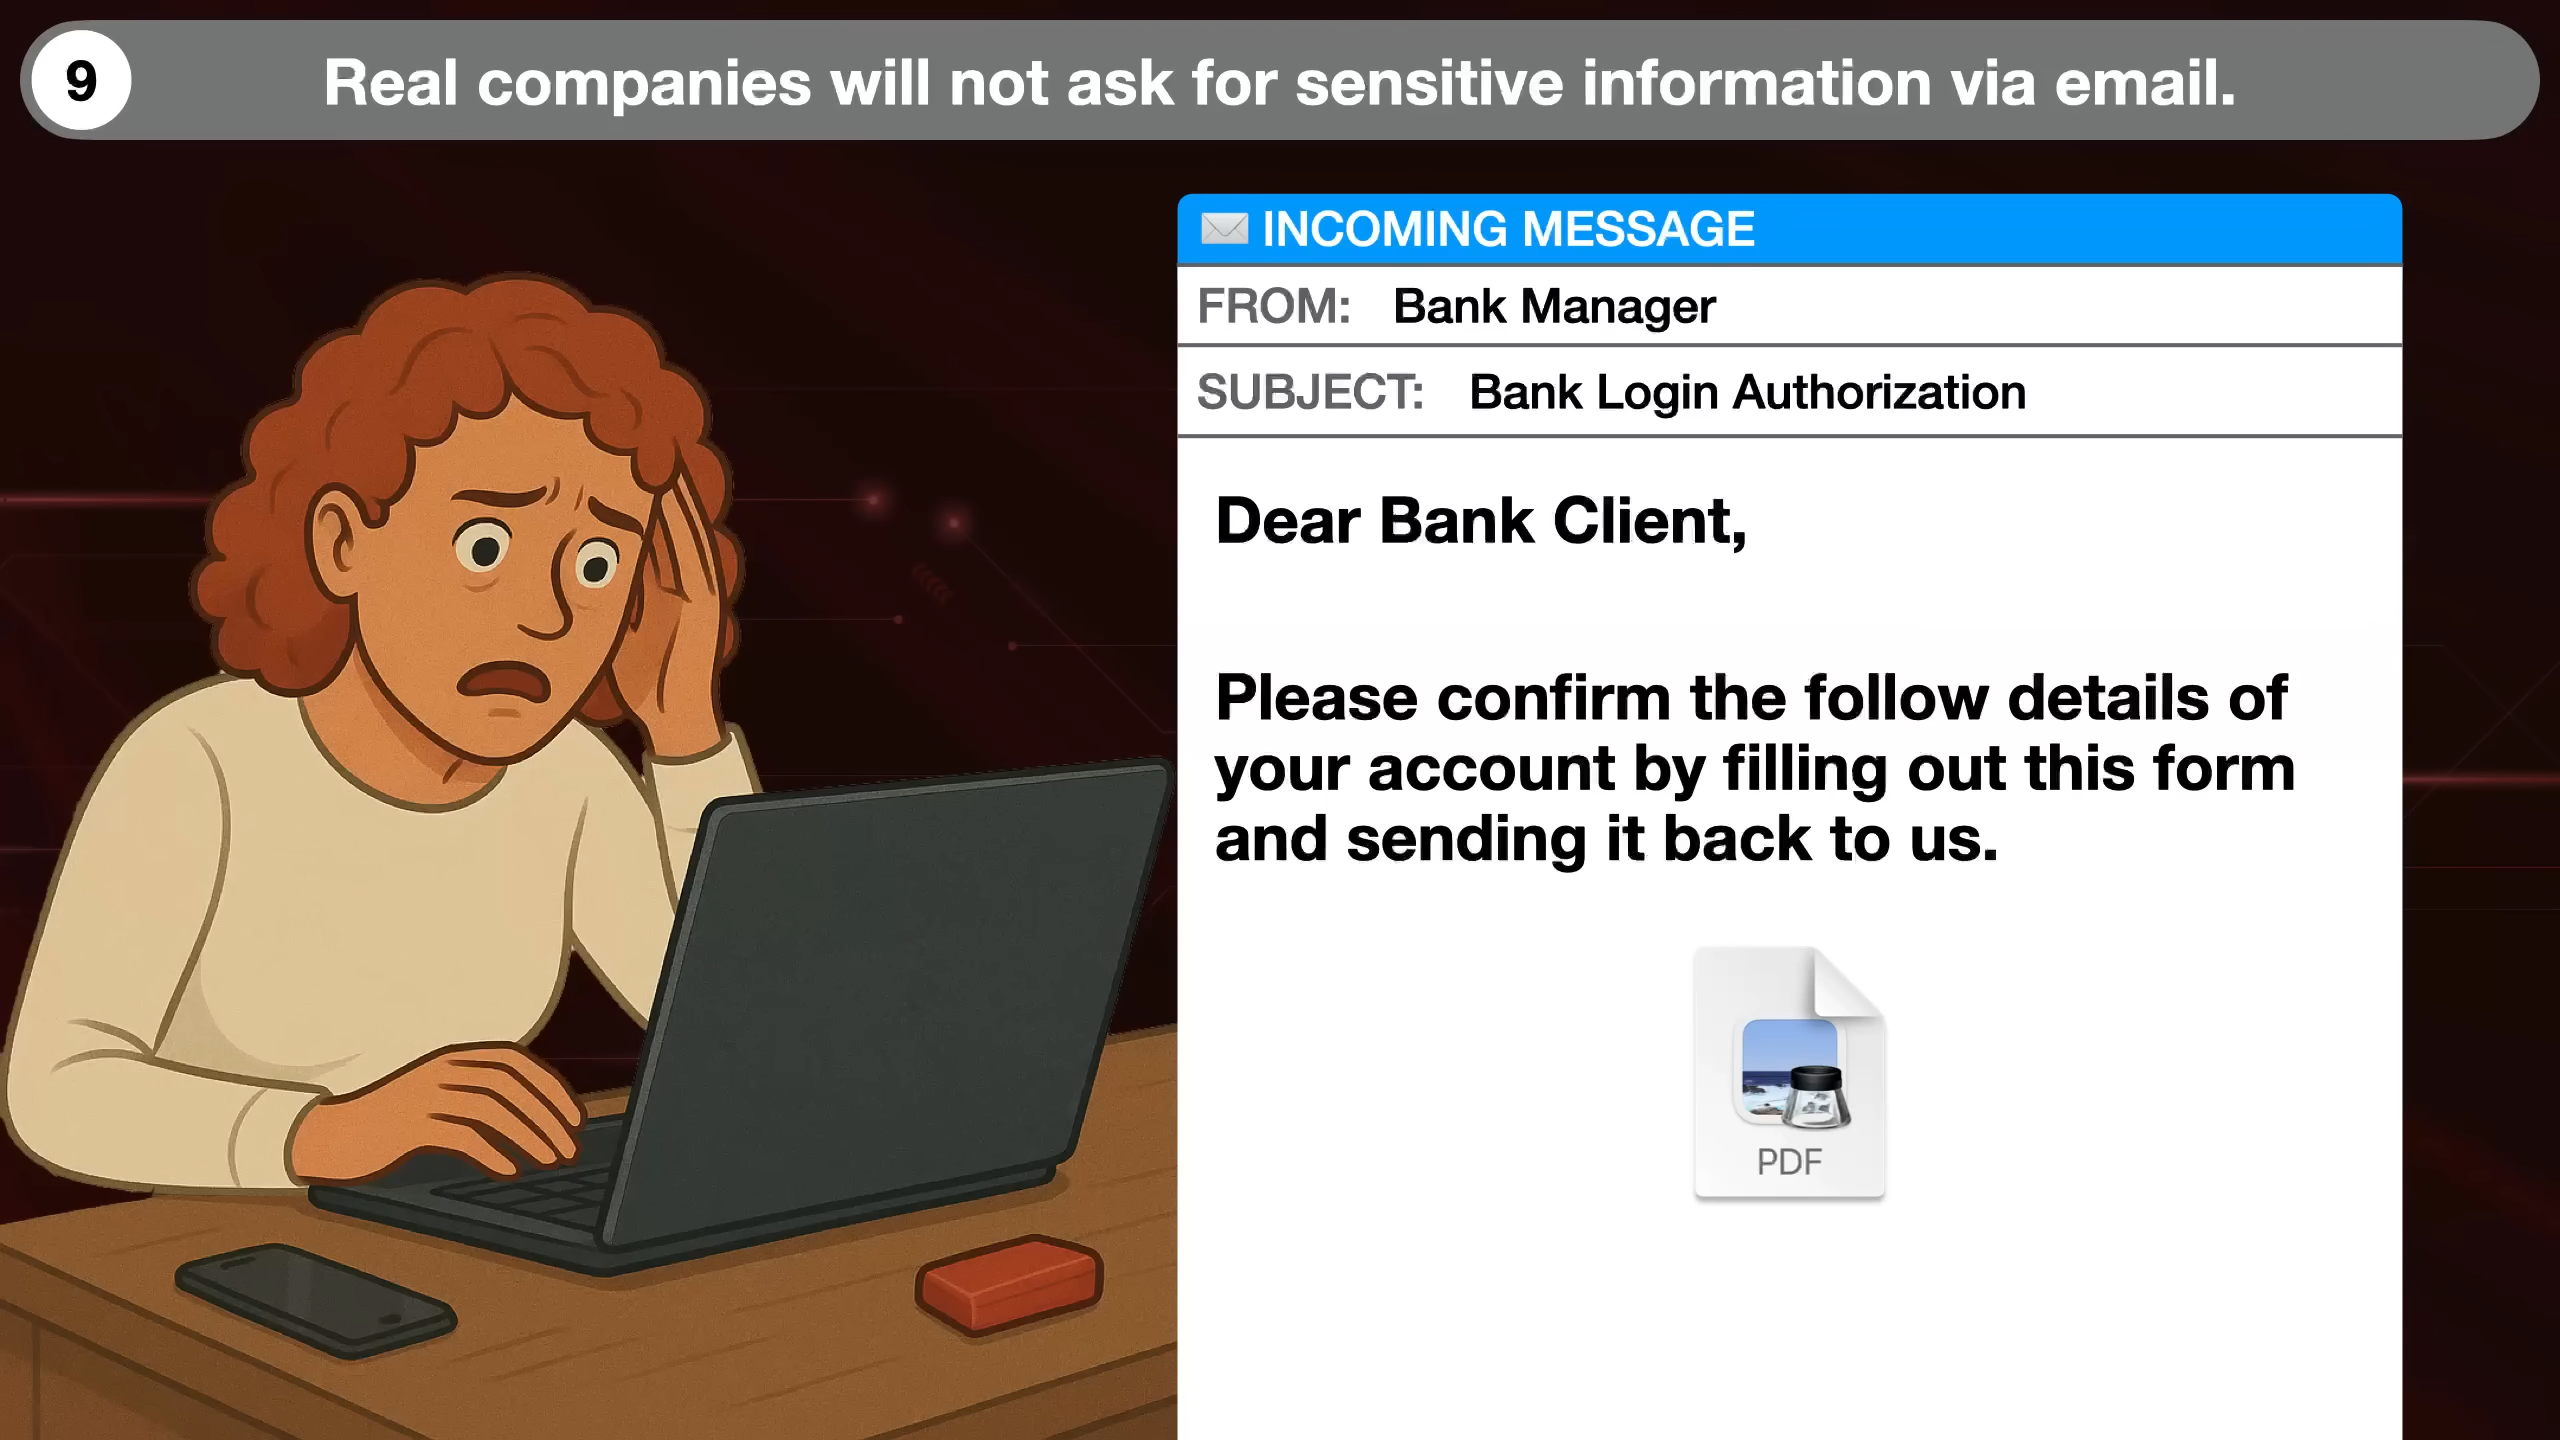 9
Real companies will not ask for sensitive information via email.
INCOMING MESSAGE
FROM: Bank Manager
SUBJECT: Bank Login Authorization
Dear Bank Client,
Please confirm the follow details of
your account by filling out this form
and sending it back to us.
PDF